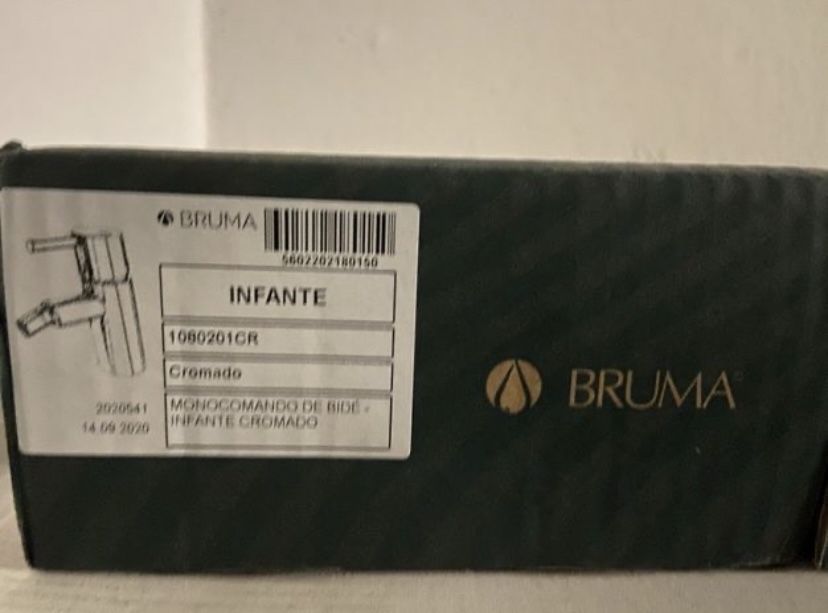 BRUMA
5602202180150
INFANTE
1080201CR
Cromado
MONOCOMANDO DE BIDÉ -
INFANTE CROMADO
2020541
14.09.2020
BRUMA